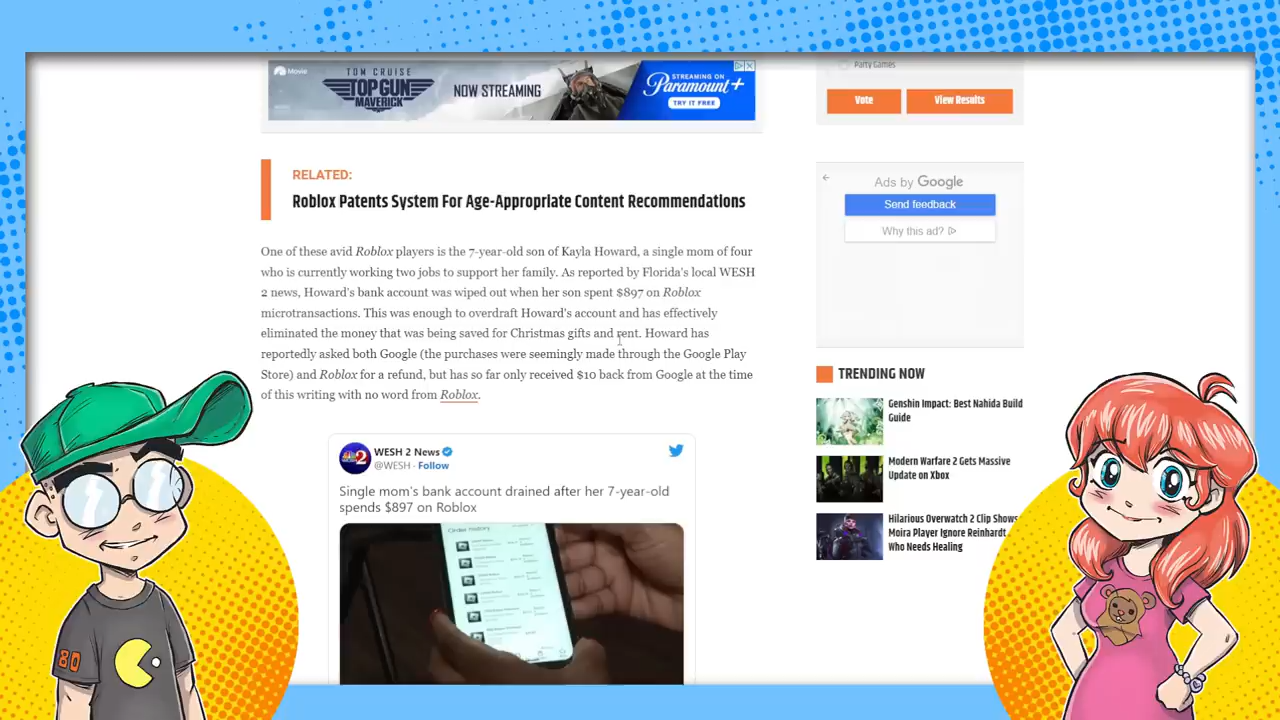 Movie
TOM CRUISE
TOP GUN
MAVERICK
NOW STREAMING
STREAMING ON
Paramount+
TRY IT FREE
Party Games
Vote
View Results
RELATED:
Roblox Patents System For Age-Appropriate Content Recommendations
Ads by Google
Send feedback
Why this ad?
One of these avid Roblox players is the 7-year-old son of Kayla Howard, a single mom of four
who is currently working two jobs to support her family. As reported by Florida's local WESH
2 news, Howard's bank account was wiped out when her son spent $897 on Roblox
microtransactions. This was enough to overdraft Howard's account and has effectively
eliminated the money that was being saved for Christmas gifts and rent. Howard has
reportedly asked both Google (the purchases were seemingly made through the Google Play
Store) and Roblox for a refund, but has so far only received $10 back from Google at the time
of this writing with no word from Roblox.
TRENDING NOW
Genshin Impact: Best Nahida Build
Guide
Modern Warfare 2 Gets Massive
Update on Xbox
Hilarious Overwatch 2 Clip Shows
Moira Player Ignore Reinhardt
Who Needs Healing
2
WESH 2 News
@WESH · Follow
Single mom's bank account drained after her 7-year-old
spends $897 on Roblox
Order history
80